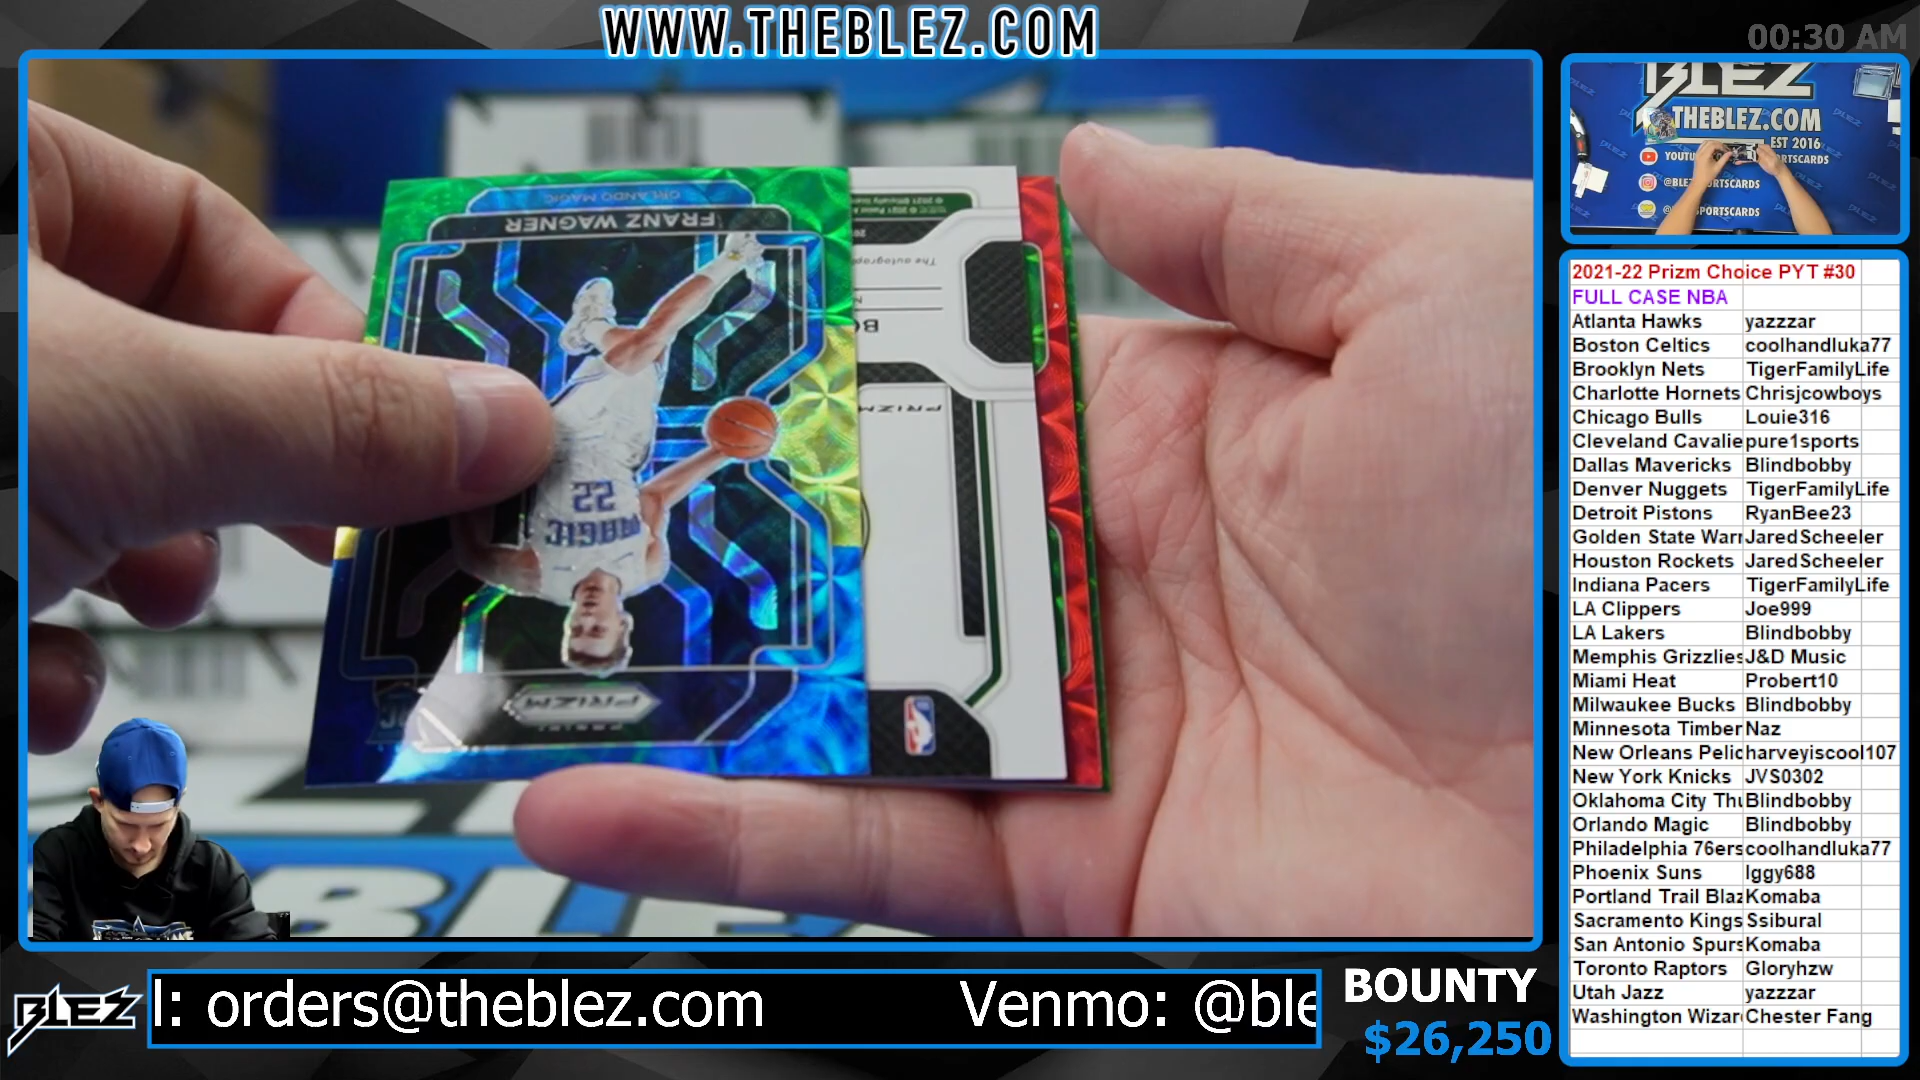 WWW.THEBLEZ.COM
00:30 AM
BLEZ
THEBLEZ.COM
EST 2016
ORLANDO MAGIC
FRANZ WAGNER
22
MAGIC
PRIZM
PANINI
The autograph
PRIZM
2021-22 Prizm Choice PYT #30
FULL CASE NBA
Atlanta Hawks yazzzar
Boston Celtics coolhandluka77
Brooklyn Nets TigerFamilyLife
Charlotte Hornets Chrisjcowboys
Chicago Bulls Louie316
Cleveland Cavalie pure1sports
Dallas Mavericks Blindbobby
Denver Nuggets TigerFamilyLife
Detroit Pistons RyanBee23
Golden State Warr JaredScheeler
Houston Rockets JaredScheeler
Indiana Pacers TigerFamilyLife
LA Clippers Joe999
LA Lakers Blindbobby
Memphis Grizzlies J&D Music
Miami Heat Probert10
Milwaukee Bucks Blindbobby
Minnesota Timber Naz
New Orleans Pelic harveyiscool107
New York Knicks JVS0302
Oklahoma City Thu Blindbobby
Orlando Magic Blindbobby
Philadelphia 76ers coolhandluka77
Phoenix Suns Iggy688
Portland Trail Blaz Komaba
Sacramento Kings Ssibural
San Antonio Spurs Komaba
Toronto Raptors Gloryhzw
Utah Jazz yazzzar
Washington Wizar Chester Fang
BLEZ
l: orders@theblez.com Venmo: @ble
BOUNTY
$26,250